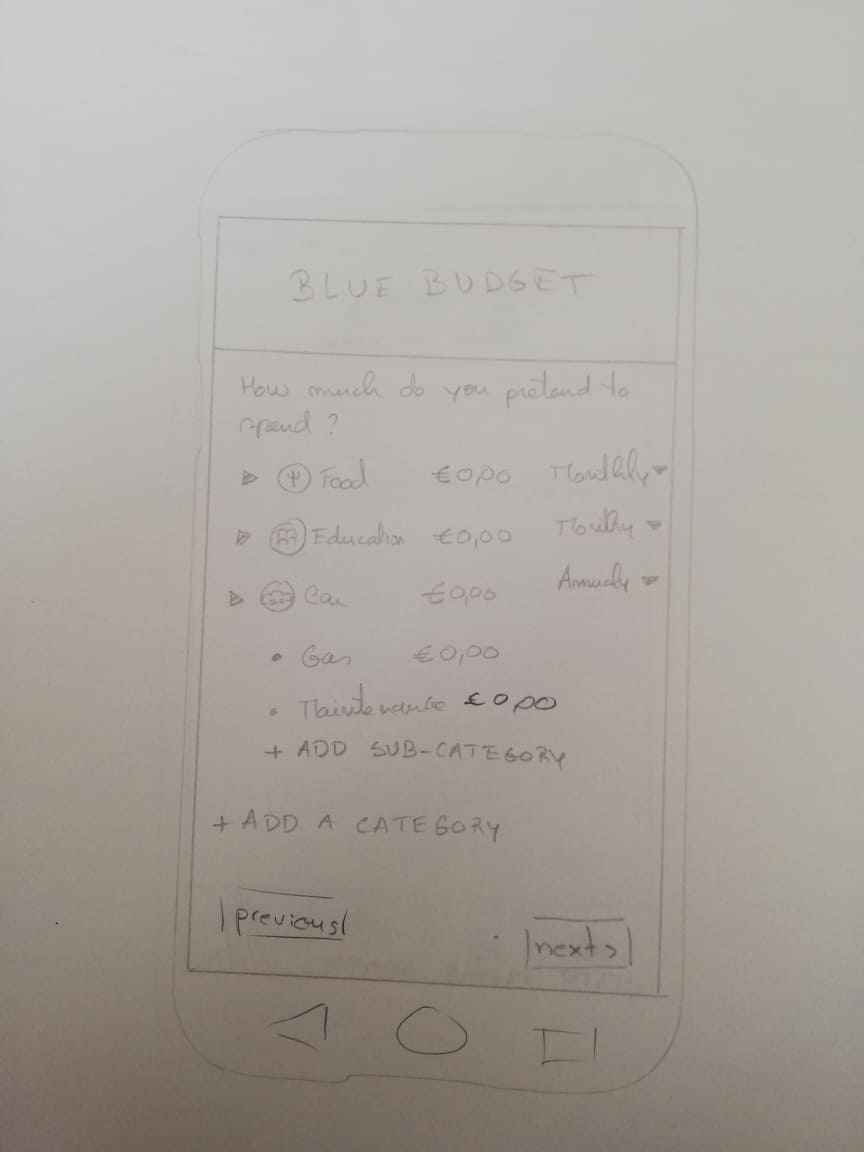 BLUE BUDGET
How much do you pretend to
spend ?
Food €0,00 Monthly
Education €0,00 Monthly
Car €0,00 Annualy
• Gas €0,00
• Maintenance €0,00
+ ADD SUB-CATEGORY
+ ADD A CATEGORY
previous
next >